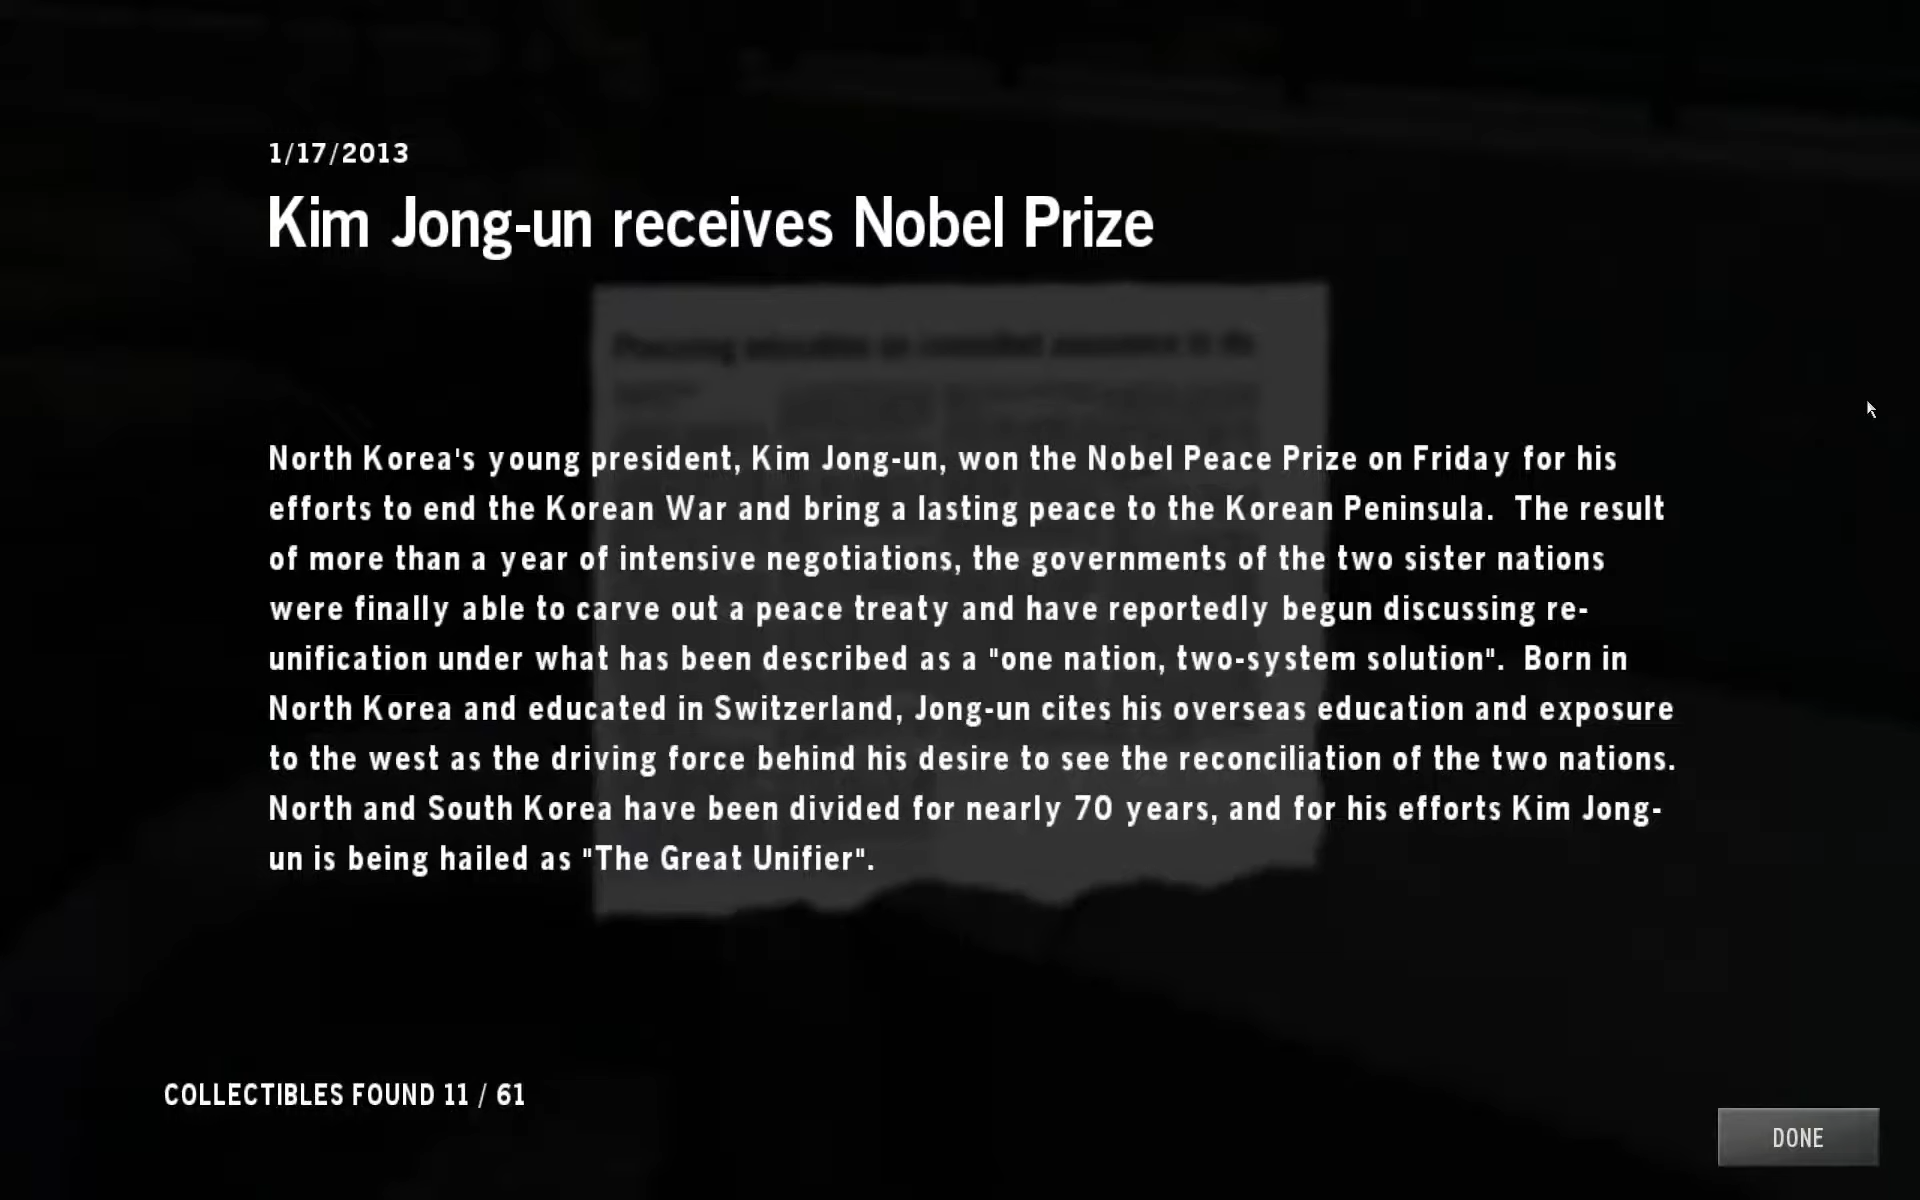 1/17/2013
Kim Jong-un receives Nobel Prize
North Korea's young president, Kim Jong-un, won the Nobel Peace Prize on Friday for his
efforts to end the Korean War and bring a lasting peace to the Korean Peninsula.  The result
of more than a year of intensive negotiations, the governments of the two sister nations
were finally able to carve out a peace treaty and have reportedly begun discussing re-
unification under what has been described as a "one nation, two-system solution".  Born in
North Korea and educated in Switzerland, Jong-un cites his overseas education and exposure
to the west as the driving force behind his desire to see the reconciliation of the two nations.
North and South Korea have been divided for nearly 70 years, and for his efforts Kim Jong-
un is being hailed as "The Great Unifier".
COLLECTIBLES FOUND 11 / 61
DONE